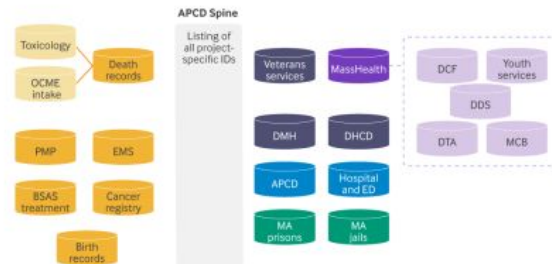 APCD Spine
Listing
of all project-
specific IDs
Toxicology
OCME
intake
Death
records
PMP
EMS
BSAS
treatment
Cancer
registry
Birth
records
Veterans
services
MassHealth
DMH
DHCD
APCD
Hospital
and ED
MA
prisons
MA
jails
DCF
Youth
services
DDS
DTA
MCB